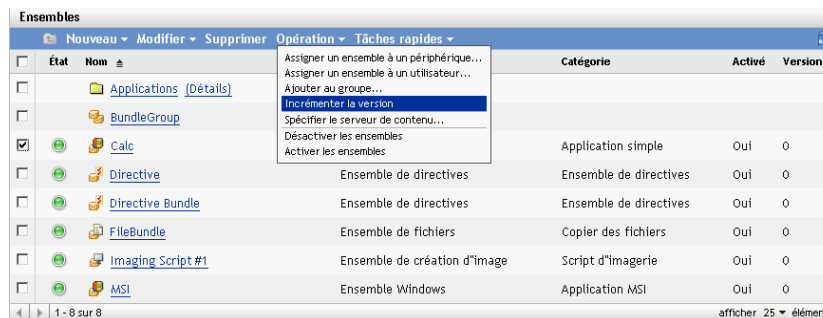 Ensembles
Nouveau Modifier Supprimer Opération Tâches rapides
État Nom Catégorie Activé Version
Assigner un ensemble à un périphérique...
Assigner un ensemble à un utilisateur...
Ajouter au groupe...
Incrémenter la version
Spécifier le serveur de contenu...
Désactiver les ensembles
Activer les ensembles
Applications (Détails)
BundleGroup
Calc Application simple Oui 0
Directive Ensemble de directives Ensemble de directives Oui 0
Directive Bundle Ensemble de directives Ensemble de directives Oui 0
FileBundle Ensemble de fichiers Copier des fichiers Oui 0
Imaging Script #1 Ensemble de création d"image Script d"imagerie Oui 0
MSI Ensemble Windows Application MSI Oui 0
1 - 8 sur 8 afficher 25 élémen